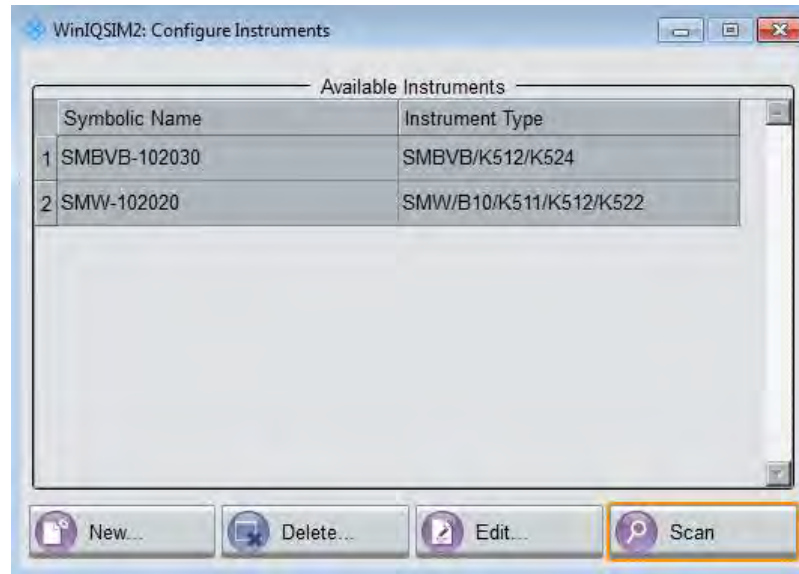 WinIQSIM2: Configure Instruments
Available Instruments
Symbolic Name Instrument Type
1 SMBVB-102030 SMBVB/K512/K524
2 SMW-102020 SMW/B10/K511/K512/K522
New... Delete... Edit... Scan